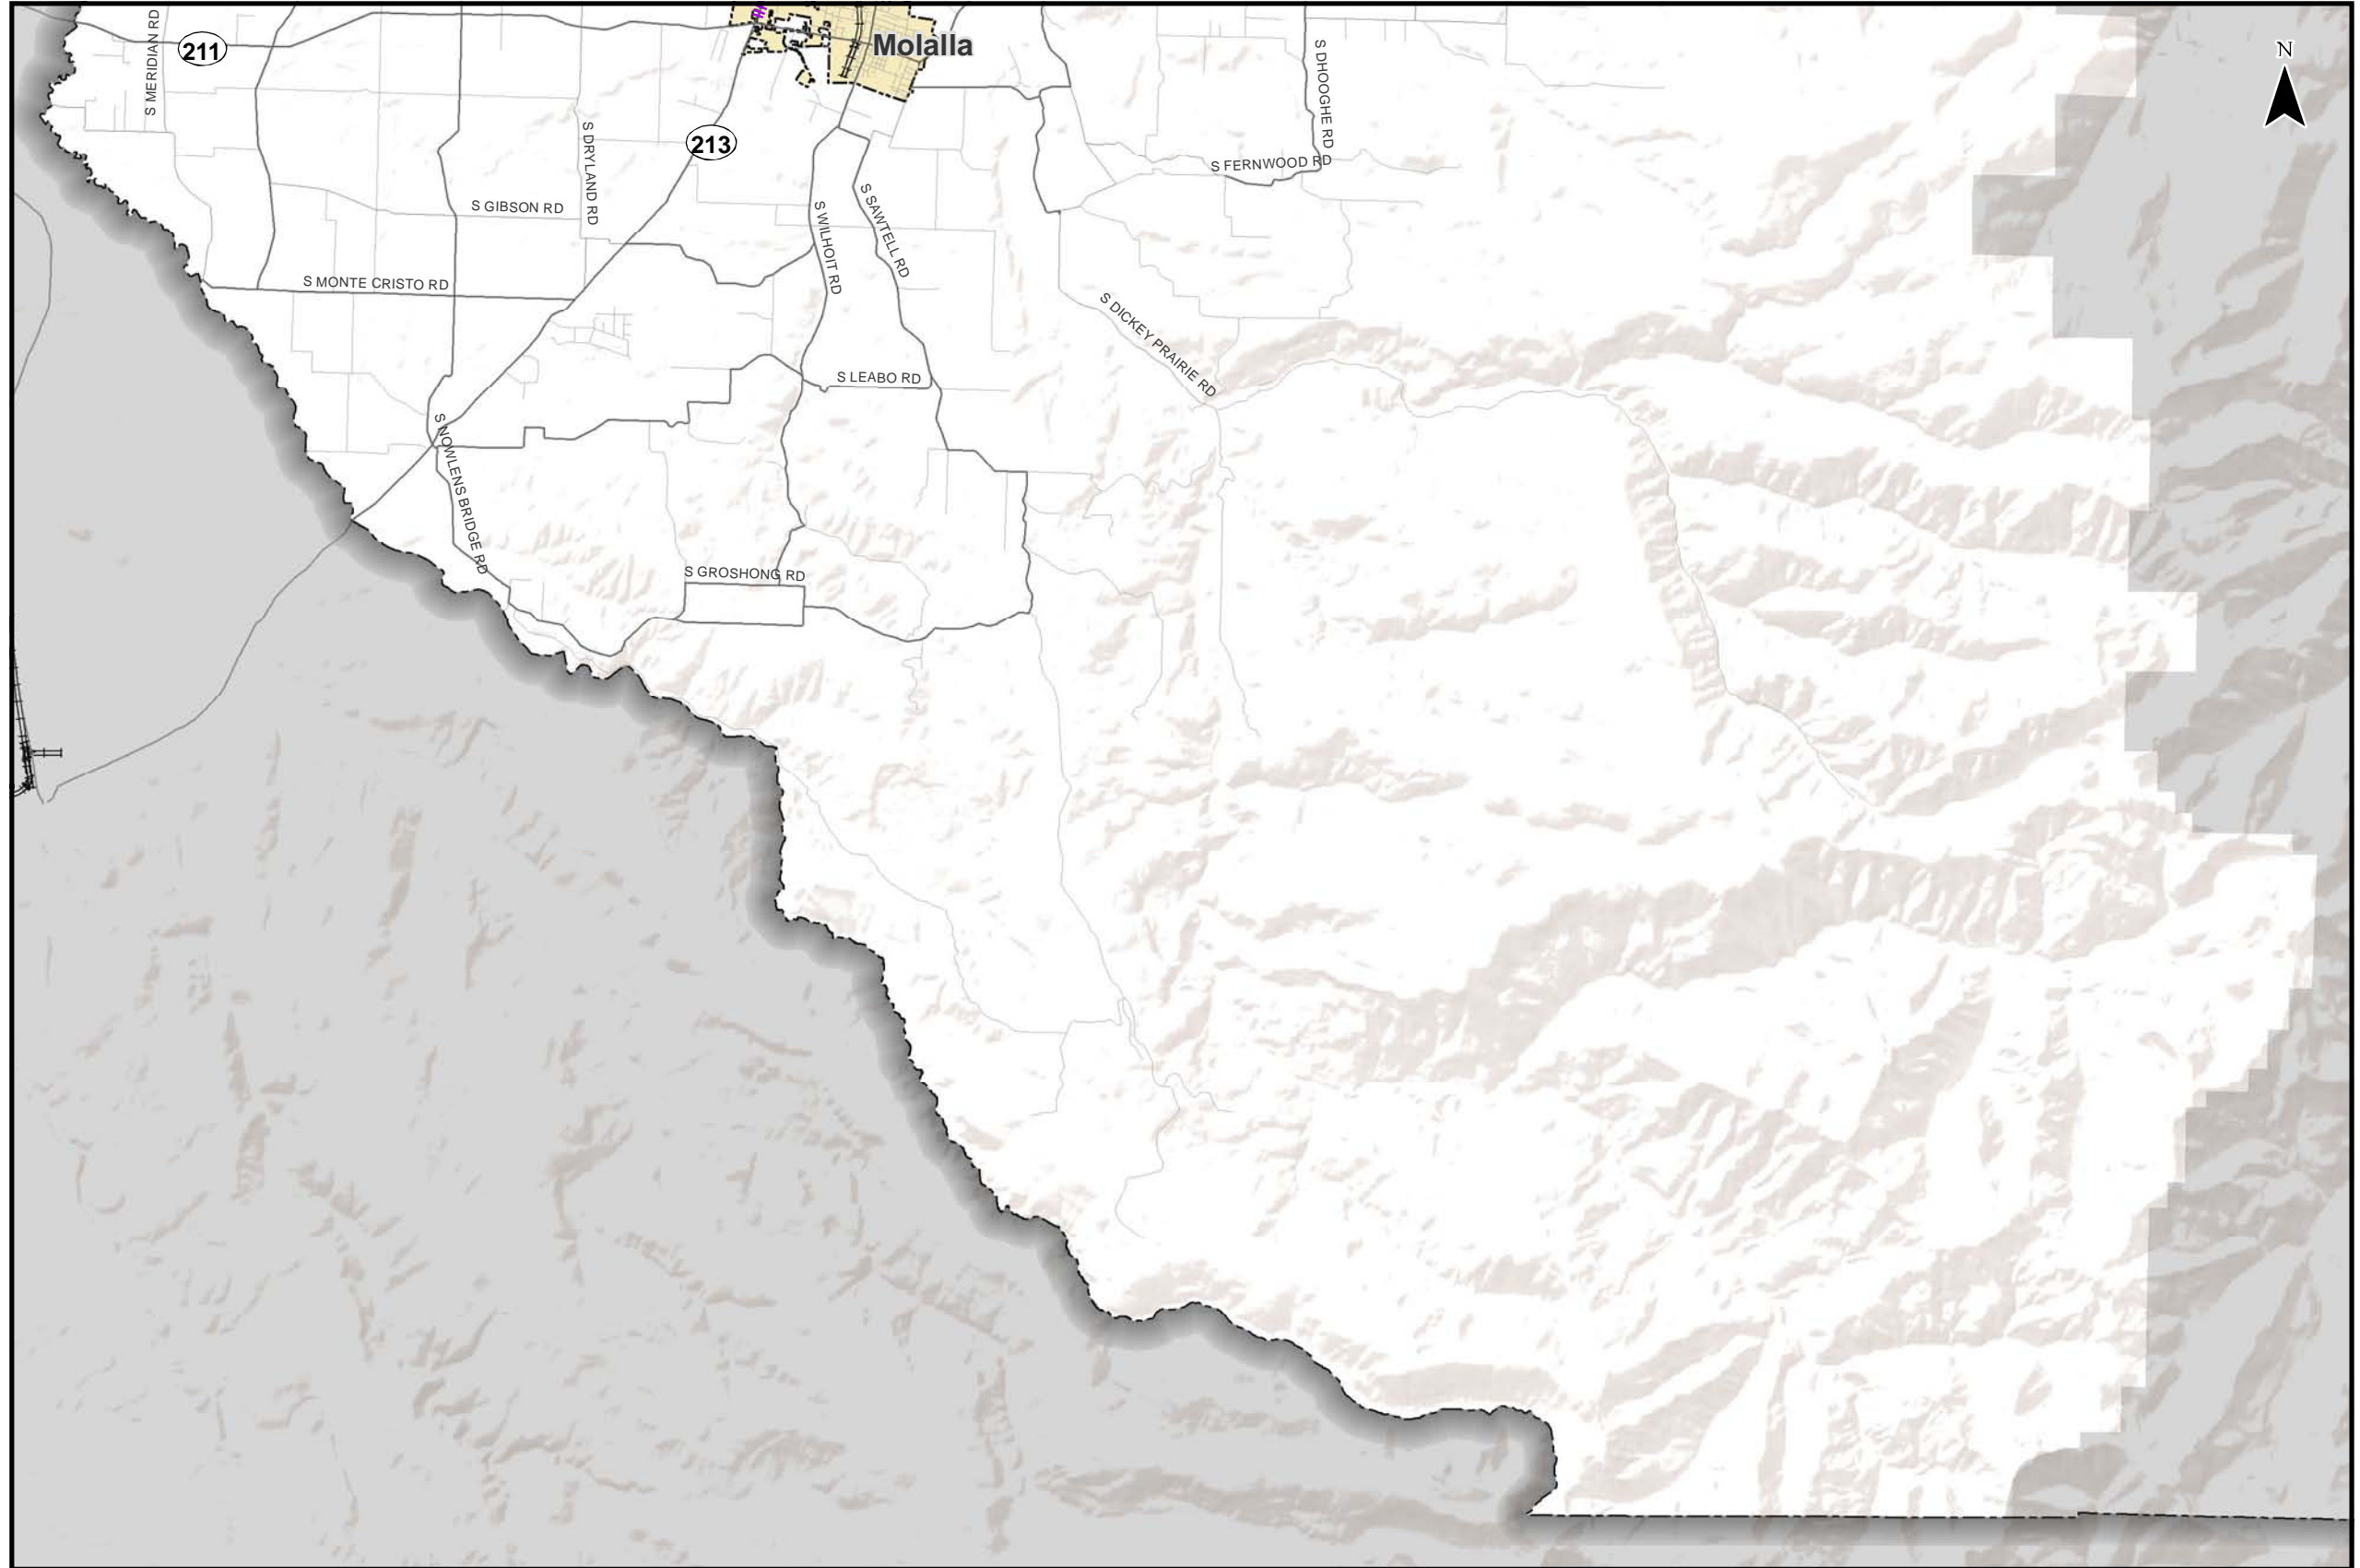 S MERIDIAN RD
211
Molalla
N
S DHOOGHE RD
S DRYLAND RD
213
S FERNWOOD RD
S GIBSON RD
S WILHOIT RD
S SAWTELL RD
S MONTE CRISTO RD
S DICKEY PRAIRIE RD
S LEABO RD
S NOWLENS BRIDGE RD
S GROSHONG RD